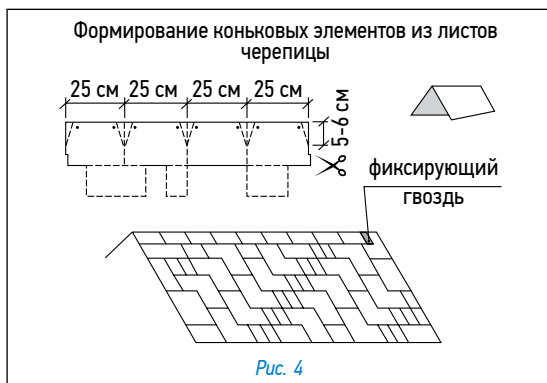 Формирование коньковых элементов из листов
черепицы
25 см 25 см 25 см 25 см
5-6 см
фиксирующий
гвоздь
Рис. 4